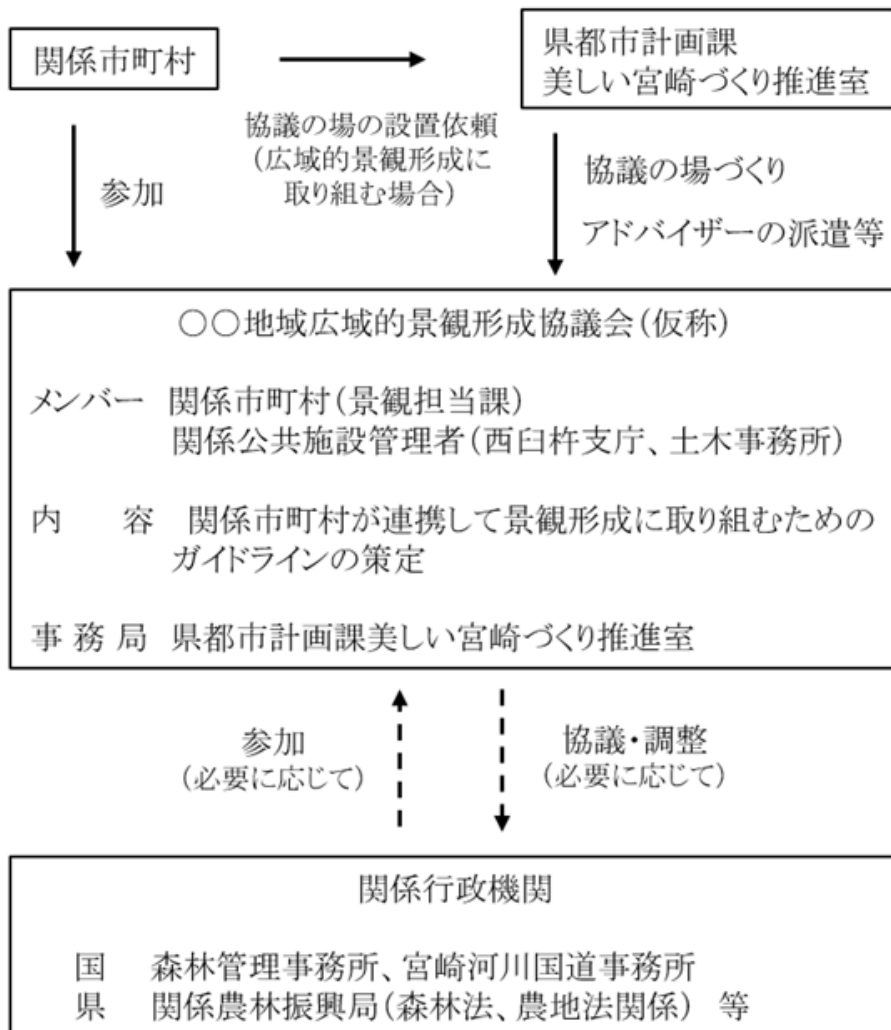 関係市町村
県都市計画課
美しい宮崎づくり推進室
協議の場の設置依頼
(広域的景観形成に
取り組む場合)
参加
協議の場づくり
アドバイザーの派遣等
○○地域広域的景観形成協議会(仮称)
メンバー 関係市町村(景観担当課)
関係公共施設管理者(西臼杵支庁、土木事務所)
内 容 関係市町村が連携して景観形成に取り組むための
ガイドラインの策定
事 務 局 県都市計画課美しい宮崎づくり推進室
参加
(必要に応じて)
協議・調整
(必要に応じて)
関係行政機関
国 森林管理事務所、宮崎河川国道事務所
県 関係農林振興局(森林法、農地法関係) 等